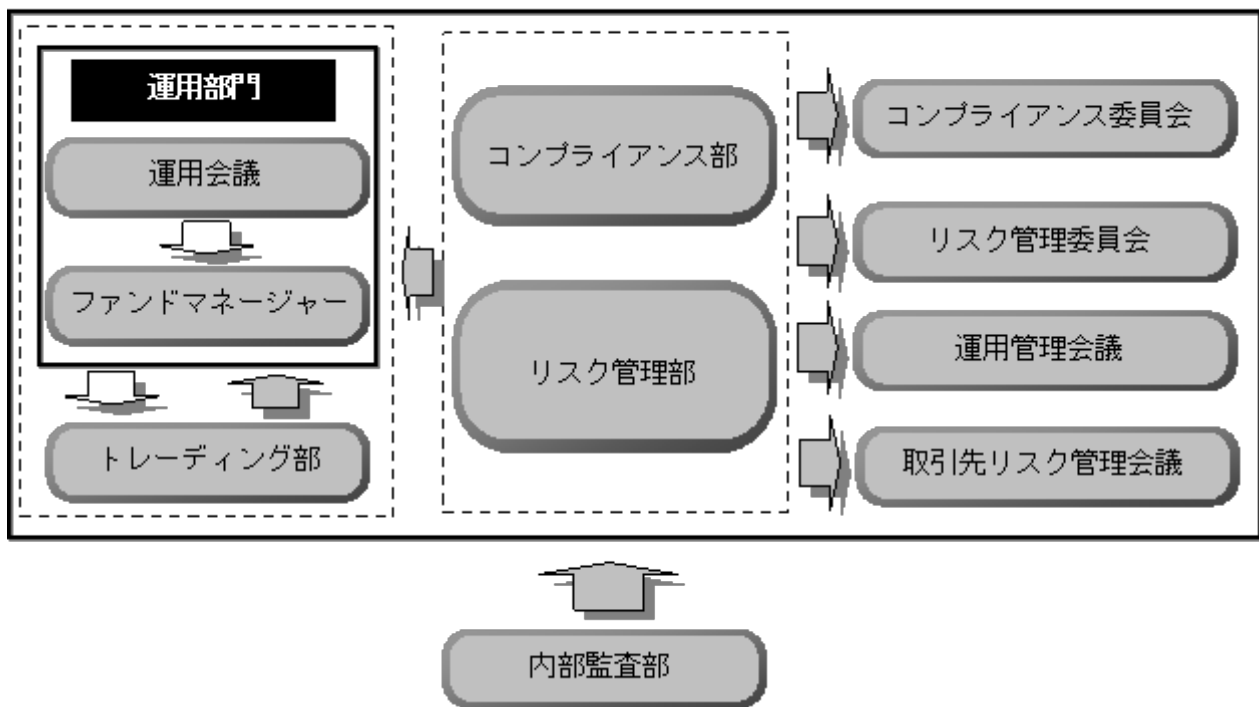 運用部門
運用会議
ファンドマネージャー
トレーディング部
コンプライアンス部
リスク管理部
コンプライアンス委員会
リスク管理委員会
運用管理会議
取引先リスク管理会議
内部監査部